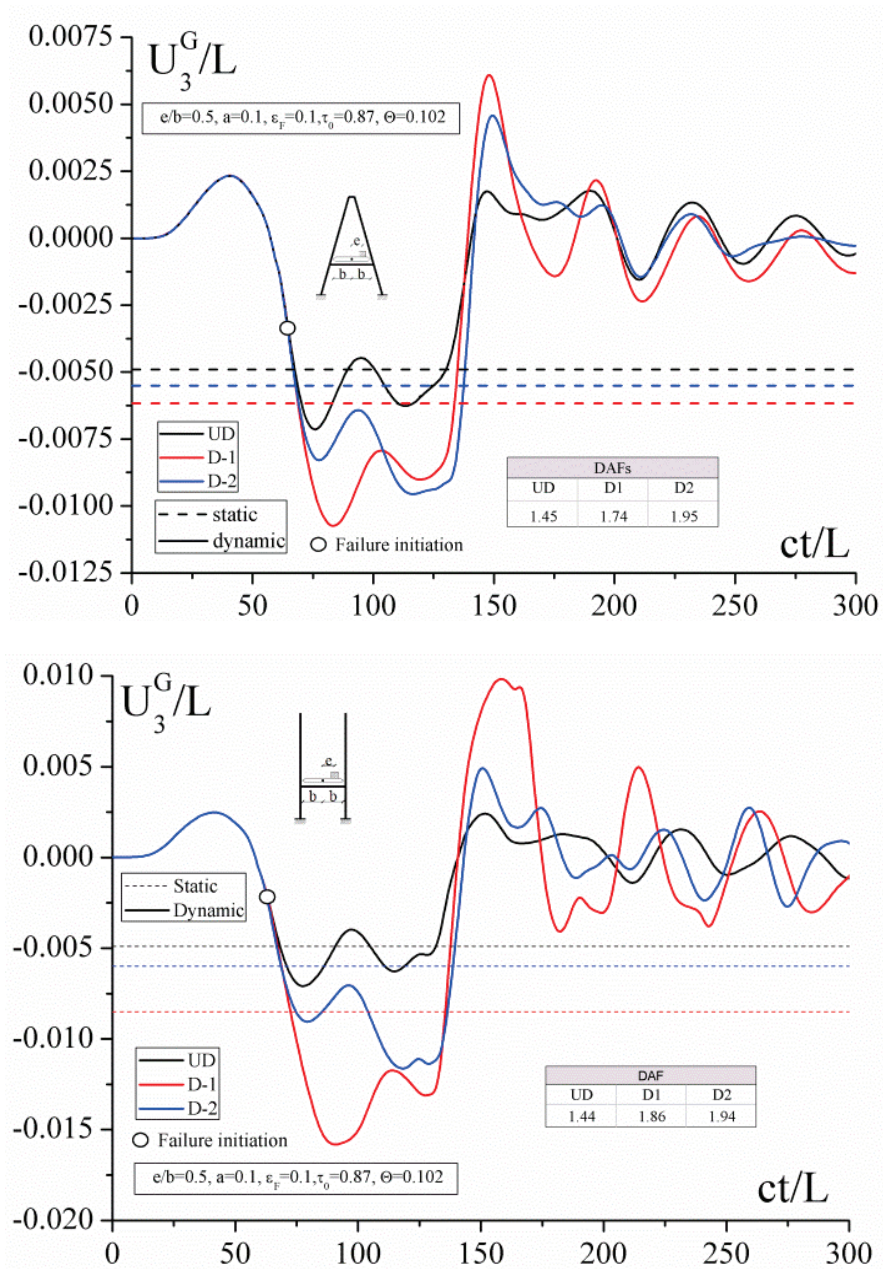 0.0075
U₃ᴳ/L
0.0050
e/b=0.5, a=0.1, ε_F=0.1,τ₀=0.87, Θ=0.102
0.0025
0.0000
e
b b
-0.0025
-0.0050
-0.0075
UD
D-1
D-2
DAFs
UD D1 D2
1.45 1.74 1.95
-0.0100
static
dynamic
Failure initiation
ct/L
-0.0125
0 50 100 150 200 250 300
0.010
U₃ᴳ/L
e
b b
0.005
0.000
Static
Dynamic
-0.005
-0.010
UD
D-1
D-2
DAF
UD D1 D2
1.44 1.86 1.94
-0.015
Failure initiation
e/b=0.5, a=0.1, ε_F=0.1,τ₀=0.87, Θ=0.102
ct/L
-0.020
0 50 100 150 200 250 300